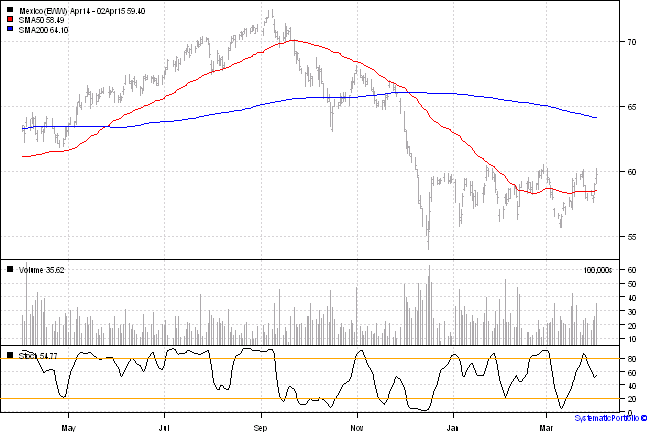 Mexico(EWW) Apr14 - 02Apr15 59.40
SMA50 58.49
SMA200 64.10
70
65
60
55
Volume 35.62
100,000s
60
50
40
30
20
10
Stoch 54.77
80
60
40
20
0
May
Jul
Sep
Nov
Jan
Mar
SystematicPortfolio ©